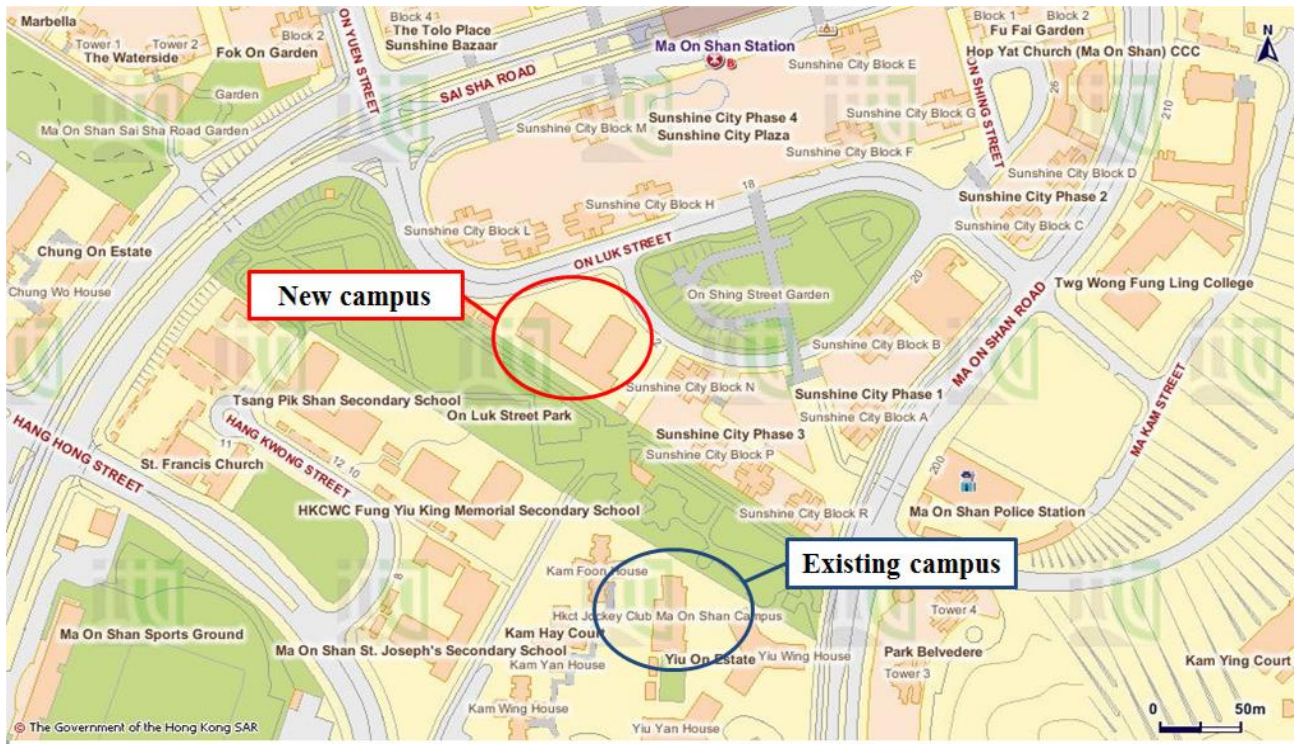 Marbella
Tower 1
Tower 2
The Waterside
Block 2
Fok On Garden
ON YUEN STREET
Block 4
The Tolo Place
Sunshine Bazaar
SAI SHA ROAD
Ma On Shan Station
B
Sunshine City Block E
Block 1
Block 2
Fu Fai Garden
Hop Yat Church (Ma On Shan) CCC
N
Garden
Ma On Shan Sai Sha Road Garden
Sunshine City Block M
Sunshine City Phase 4
Sunshine City Plaza
Sunshine City Block G
ON SHING STREET
26
210
Sunshine City Block F
Sunshine City Block D
18
Sunshine City Phase 2
Sunshine City Block H
Sunshine City Block C
Sunshine City Block L
ON LUK STREET
Chung On Estate
Chung Wo House
New campus
On Shing Street Garden
20
Twg Wong Fung Ling College
MA ON SHAN ROAD
2
Sunshine City Block B
Sunshine City Block N
Sunshine City Phase 1
Tsang Pik Shan Secondary School
On Luk Street Park
Sunshine City Block A
MA KAM STREET
HANG HONG STREET
HANG KWONG STREET
11
12
10
St. Francis Church
Sunshine City Phase 3
Sunshine City Block P
200
HKCWC Fung Yiu King Memorial Secondary School
Sunshine City Block R
Ma On Shan Police Station
Existing campus
Kam Foon House
8
Hkct Jockey Club Ma On Shan Campus
Tower 4
Ma On Shan Sports Ground
Kam Hay Court
Ma On Shan St. Joseph's Secondary School
Kam Yan House
Yiu On Estate
Yiu Wing House
Park Belvedere
Tower 3
Kam Ying Court
Kam Wing House
Yiu Yan House
0
50m
© The Government of the Hong Kong SAR